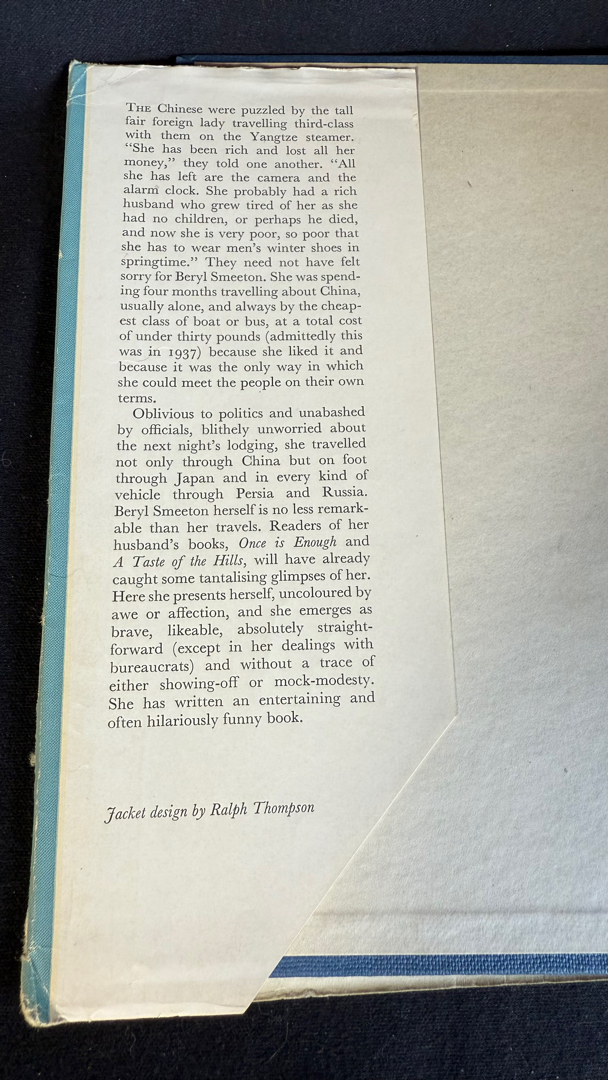 THE Chinese were puzzled by the tall
fair foreign lady travelling third-class
with them on the Yangtze steamer.
“She has been rich and lost all her
money,” they told one another. “All
she has left are the camera and the
alarm clock. She probably had a rich
husband who grew tired of her as she
had no children, or perhaps he died,
and now she is very poor, so poor that
she has to wear men’s winter shoes in
springtime.” They need not have felt
sorry for Beryl Smeeton. She was spend-
ing four months travelling about China,
usually alone, and always by the cheap-
est class of boat or bus, at a total cost
of under thirty pounds (admittedly this
was in 1937) because she liked it and
because it was the only way in which
she could meet the people on their own
terms.
Oblivious to politics and unabashed
by officials, blithely unworried about
the next night’s lodging, she travelled
not only through China but on foot
through Japan and in every kind of
vehicle through Persia and Russia.
Beryl Smeeton herself is no less remark-
able than her travels. Readers of her
husband’s books, Once is Enough and
A Taste of the Hills, will have already
caught some tantalising glimpses of her.
Here she presents herself, uncoloured by
awe or affection, and she emerges as
brave, likeable, absolutely straight-
forward (except in her dealings with
bureaucrats) and without a trace of
either showing-off or mock-modesty.
She has written an entertaining and
often hilariously funny book.
Jacket design by Ralph Thompson